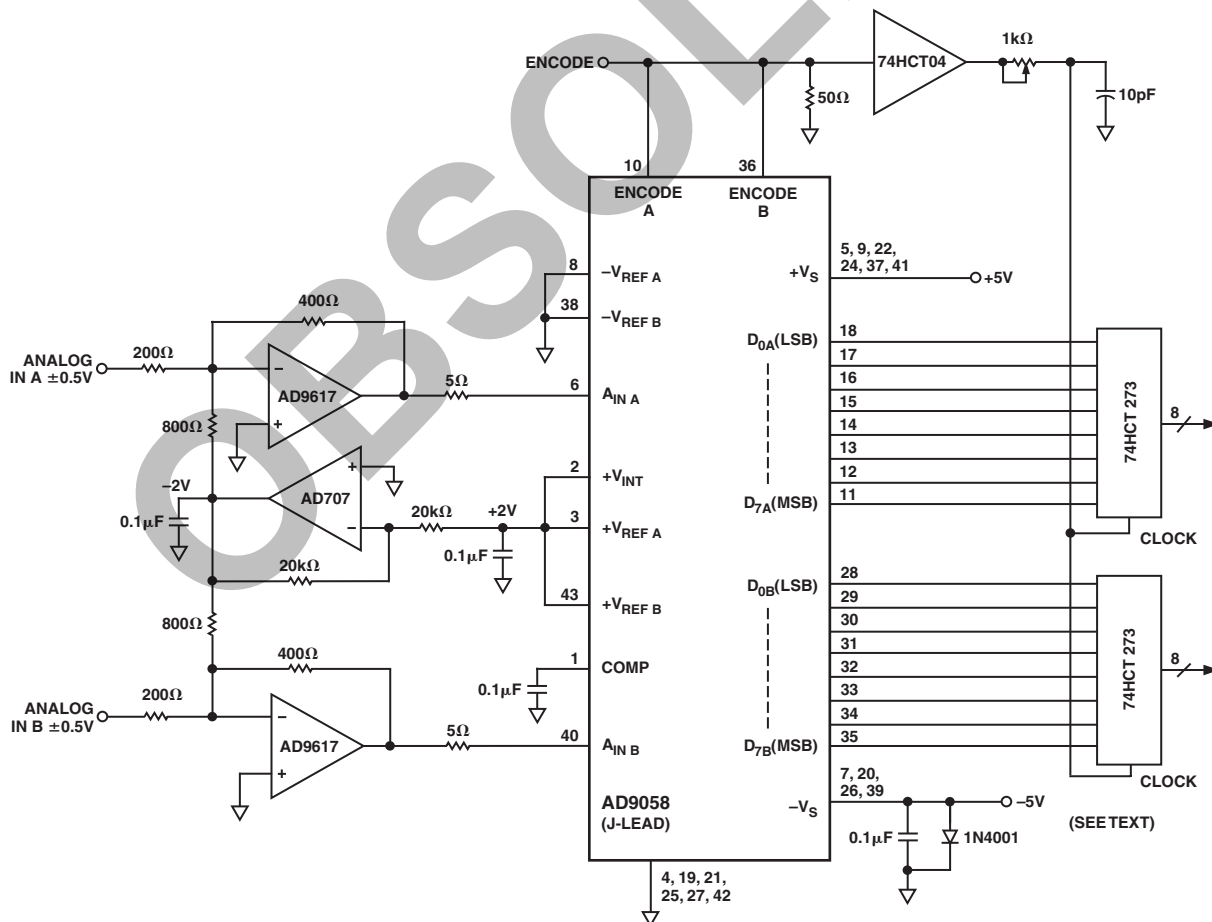 OBSOL
ENCODE
74HCT04
1kΩ
50Ω
10pF
10
36
ENCODE
A
ENCODE
B
8
–VREF A
38
–VREF B
5, 9, 22,
24, 37, 41
+VS
+5V
400Ω
ANALOG
IN A ±0.5V
200Ω
–
AD9617
+
5Ω
6
AIN A
800Ω
–2V
0.1µF
+
AD707
–
20kΩ
20kΩ
+2V
0.1µF
2
+VINT
3
+VREF A
43
+VREF B
800Ω
1
COMP
0.1µF
400Ω
ANALOG
IN B ±0.5V
200Ω
–
AD9617
+
5Ω
40
AIN B
AD9058
(J-LEAD)
4, 19, 21,
25, 27, 42
D0A(LSB)
18
17
16
15
14
13
12
D7A(MSB)
11
74HCT 273
8
CLOCK
D0B(LSB)
28
29
30
31
32
33
34
D7B(MSB)
35
74HCT 273
8
CLOCK
7, 20,
26, 39
–VS
–5V
0.1µF
1N4001
(SEE TEXT)